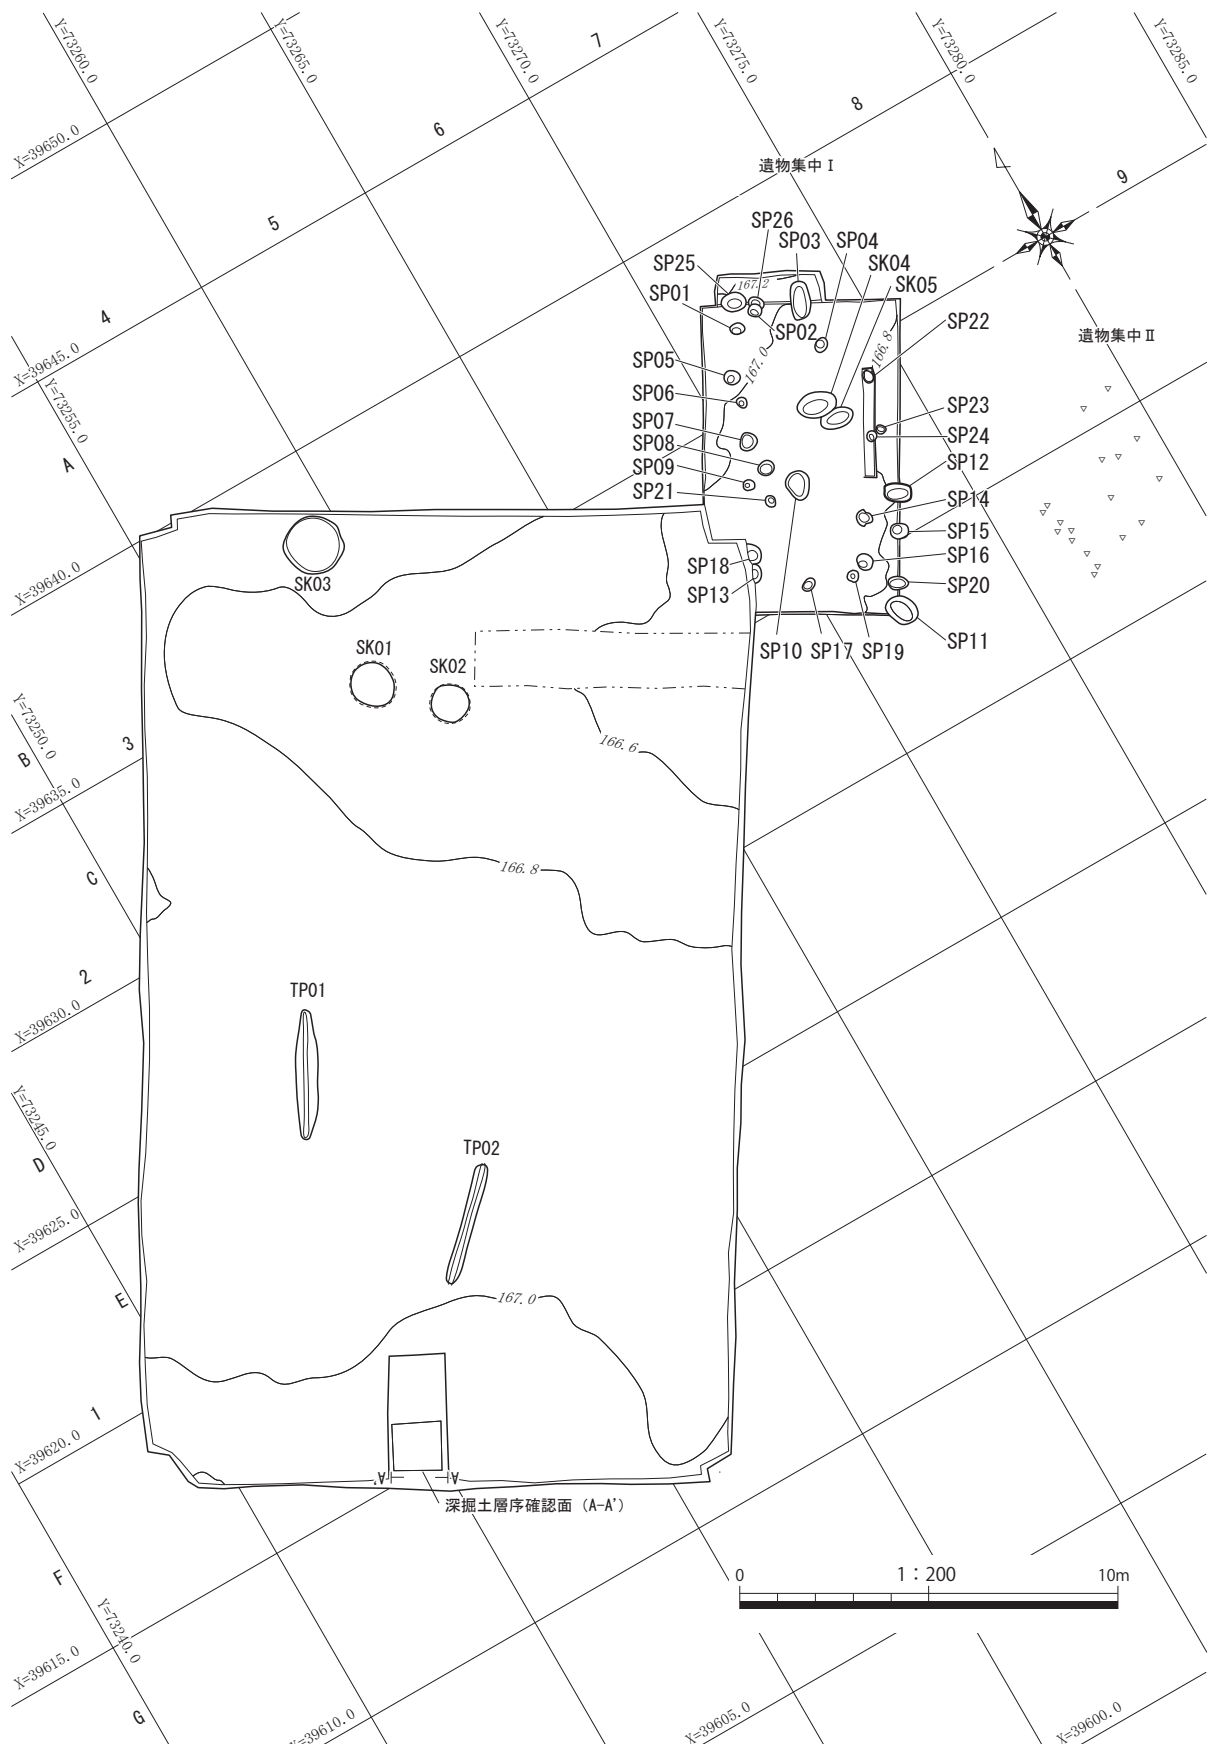 Y=73260.0
Y=73265.0
Y=73270.0
Y=73275.0
Y=73280.0
Y=73285.0
7
8
X=39650.0
6
遺物集中Ⅰ
9
5
SP26
SP03
SP04
SP25
SK04
SK05
SP01
167.2
4
SP02
SP22
遺物集中Ⅱ
X=39645.0
SP05
167.0
166.8
SP06
Y=73255.0
SP23
SP07
SP24
SP08
A
SP12
SP09
SP21
SP14
SP15
SP18
SP16
X=39640.0
SK03
SP13
SP20
SP11
SK01
SP10
SP17
SP19
SK02
Y=73250.0
3
B
166.6
X=39635.0
C
166.8
2
TP01
X=39630.0
Y=73245.0
TP02
D
X=39625.0
E
167.0
1
X=39620.0
A'
A
深掘土層序確認面（A-A'）
F
0
1：200
10m
Y=73240.0
X=39615.0
G
X=39610.0
X=39605.0
X=39600.0